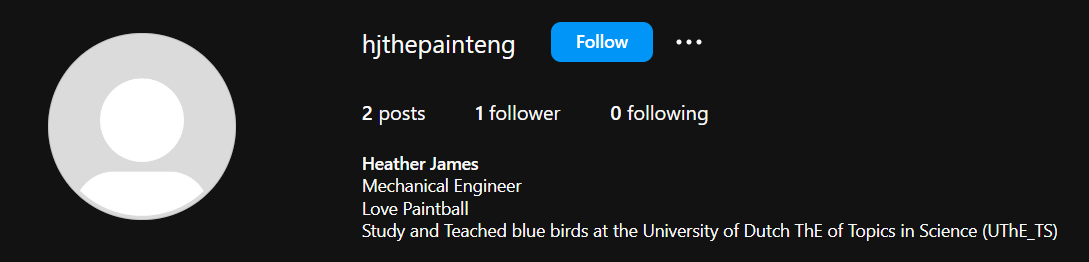 hjthepainteng Follow
2 posts 1 follower 0 following
Heather James
Mechanical Engineer
Love Paintball
Study and Teached blue birds at the University of Dutch ThE of Topics in Science (UThE_TS)